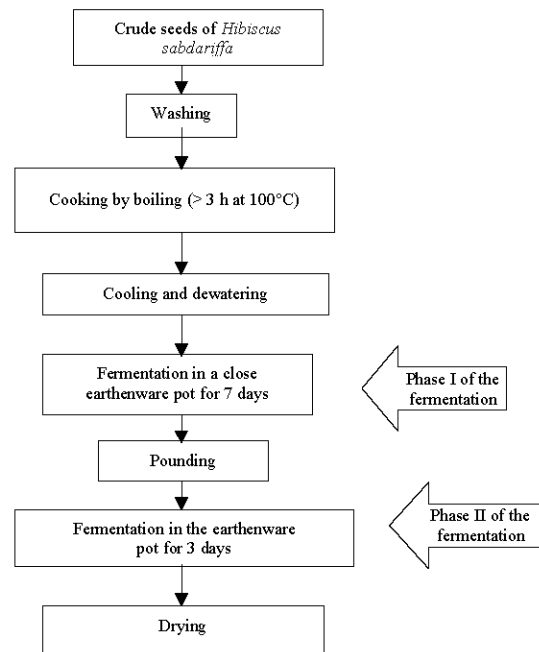 Crude seeds of Hibiscus
sabdariffa
Washing
Cooking by boiling (> 3 h at 100°C)
Cooling and dewatering
Fermentation in a close
earthenware pot for 7 days
Phase I of the
fermentation
Pounding
Fermentation in the earthenware
pot for 3 days
Phase II of the
fermentation
Drying